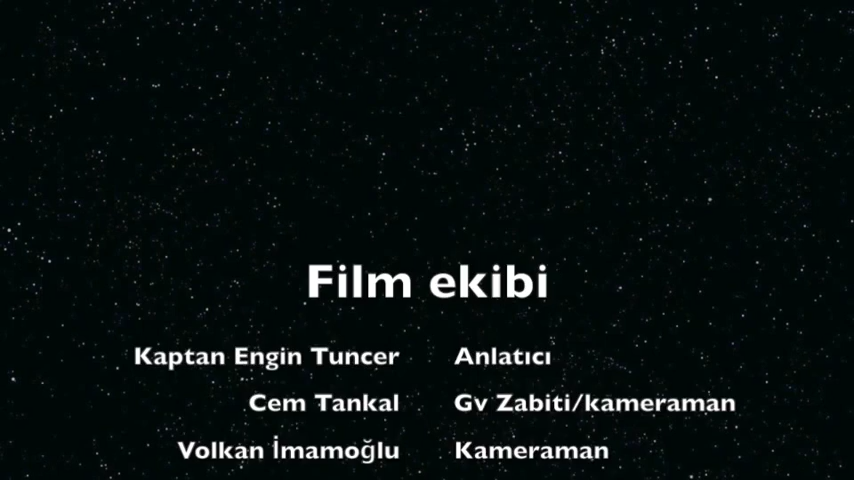 Film ekibi
Kaptan Engin Tuncer Anlatıcı
Cem Tankal Gv Zabiti/kameraman
Volkan İmamoğlu Kameraman